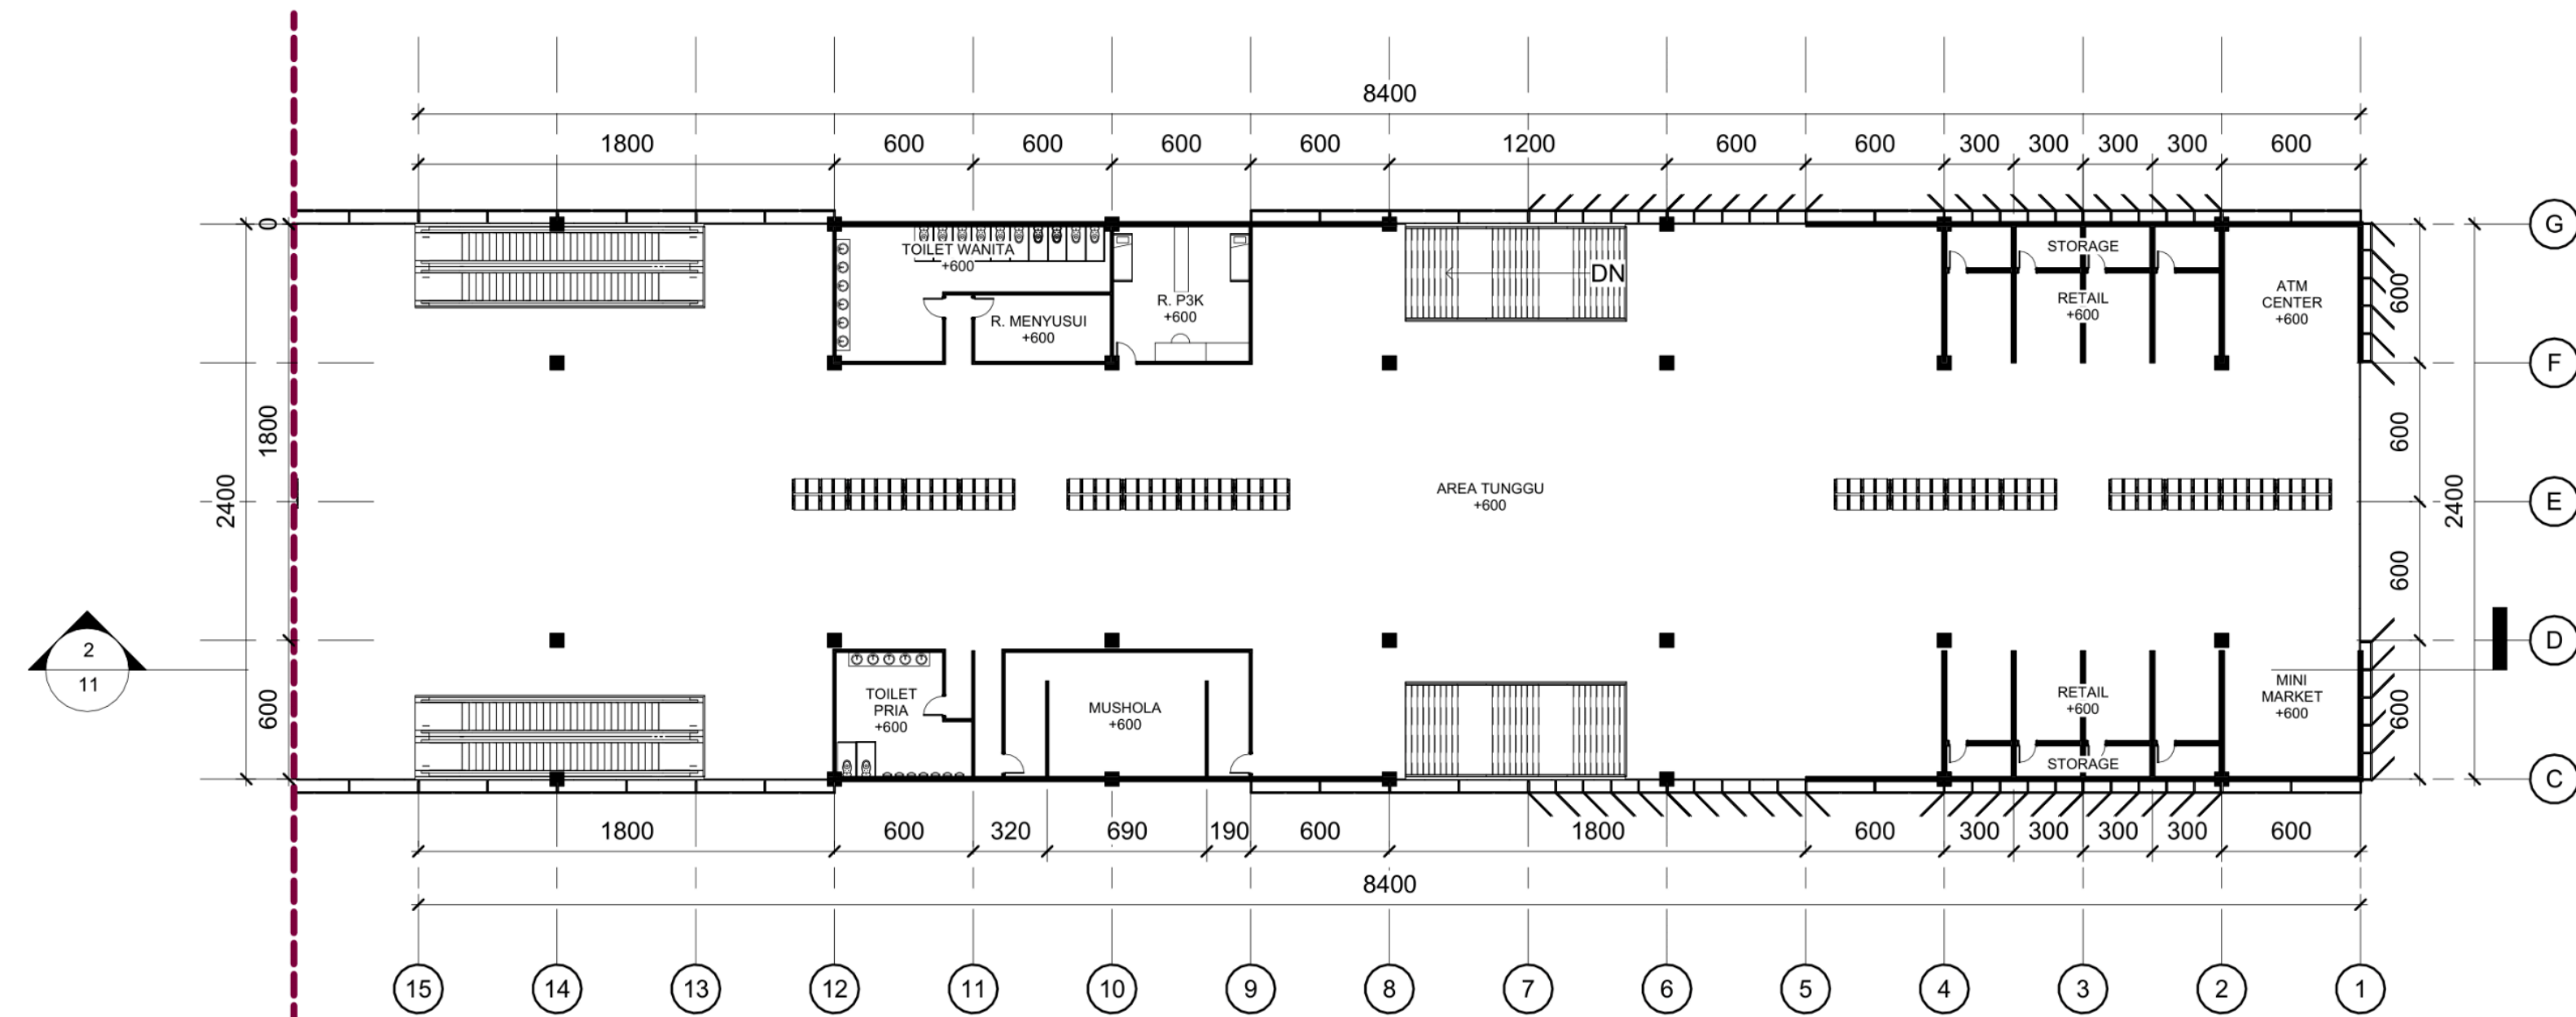 8400
1800 600 600 600 600 1200 600 600 300 300 300 300 600
0
1800
2400
600
TOILET WANITA
+600
R. MENYUSUI
+600
R. P3K
+600
DN
STORAGE
RETAIL
+600
ATM
CENTER
+600
AREA TUNGGU
+600
TOILET
PRIA
+600
MUSHOLA
+600
RETAIL
+600
STORAGE
MINI
MARKET
+600
600
600
600
600
2400
G
F
E
D
C
2
11
1800 600 320 690 190 600 1800 600 300 300 300 300 600
8400
15 14 13 12 11 10 9 8 7 6 5 4 3 2 1